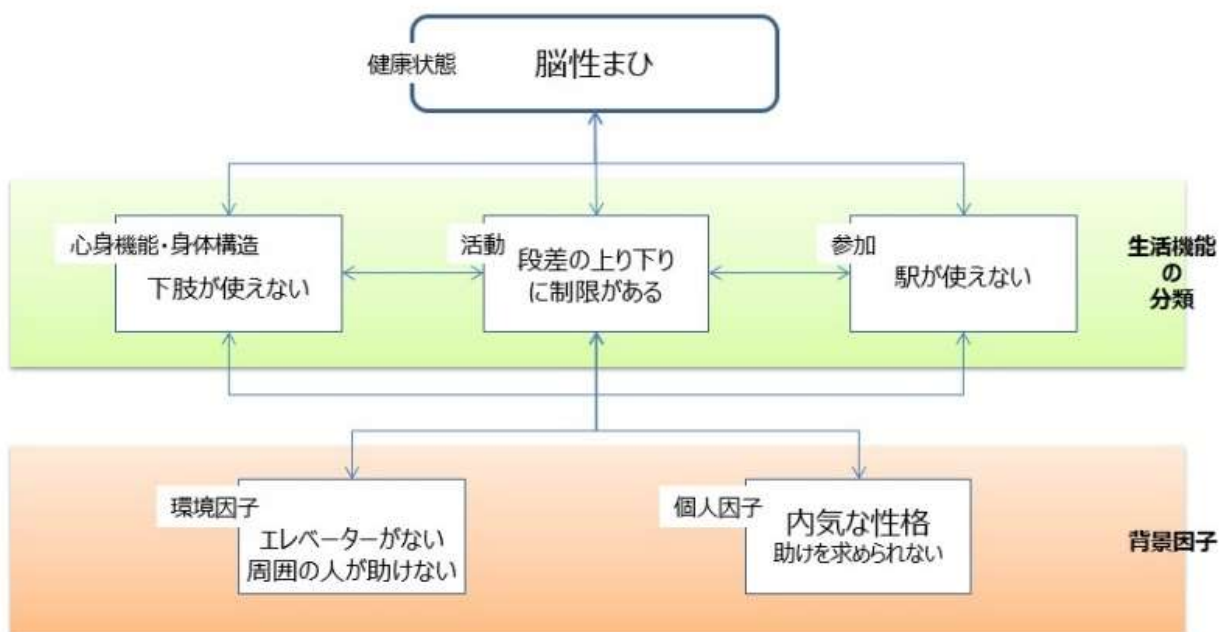 健康状態
脳性まひ
心身機能・身体構造
下肢が使えない
活動
段差の上り下り
に制限がある
参加
駅が使えない
生活機能
の
分類
環境因子
エレベーターがない
周囲の人が助けない
個人因子
内気な性格
助けを求められない
背景因子